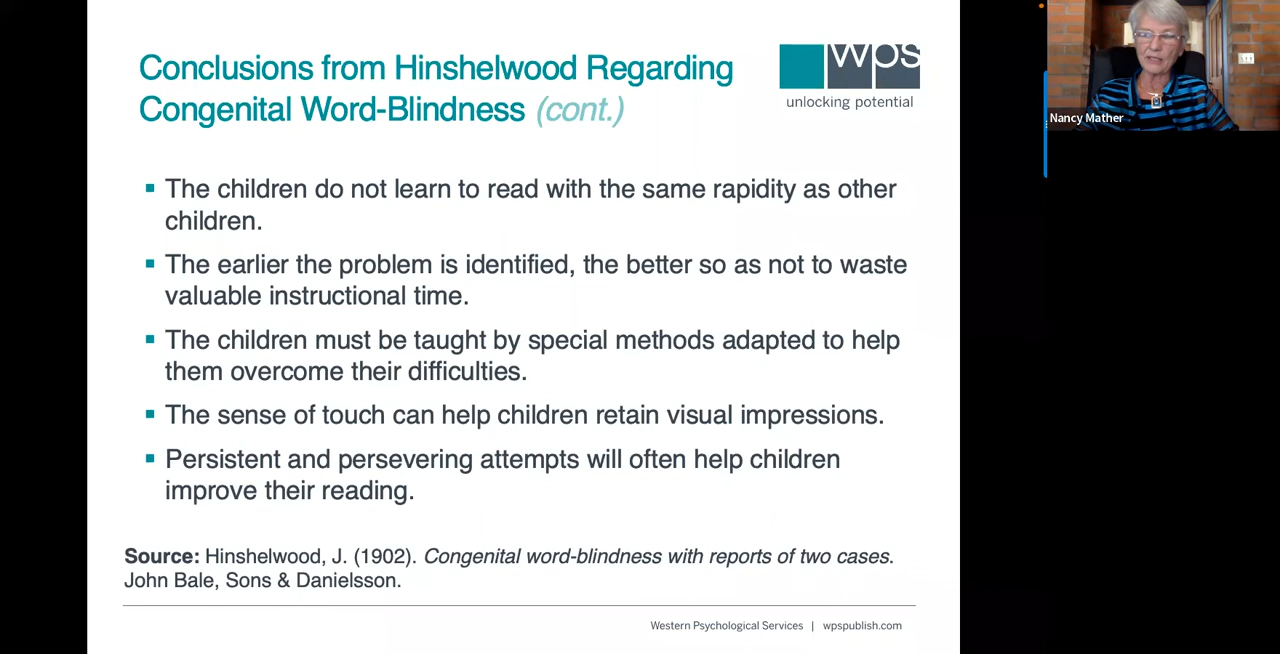 Conclusions from Hinshelwood Regarding
Congenital Word-Blindness (cont.)
wps
unlocking potential
Nancy Mather
▪ The children do not learn to read with the same rapidity as other
children.
▪ The earlier the problem is identified, the better so as not to waste
valuable instructional time.
▪ The children must be taught by special methods adapted to help
them overcome their difficulties.
▪ The sense of touch can help children retain visual impressions.
▪ Persistent and persevering attempts will often help children
improve their reading.
Source: Hinshelwood, J. (1902). Congenital word-blindness with reports of two cases.
John Bale, Sons & Danielsson.
Western Psychological Services | wpspublish.com